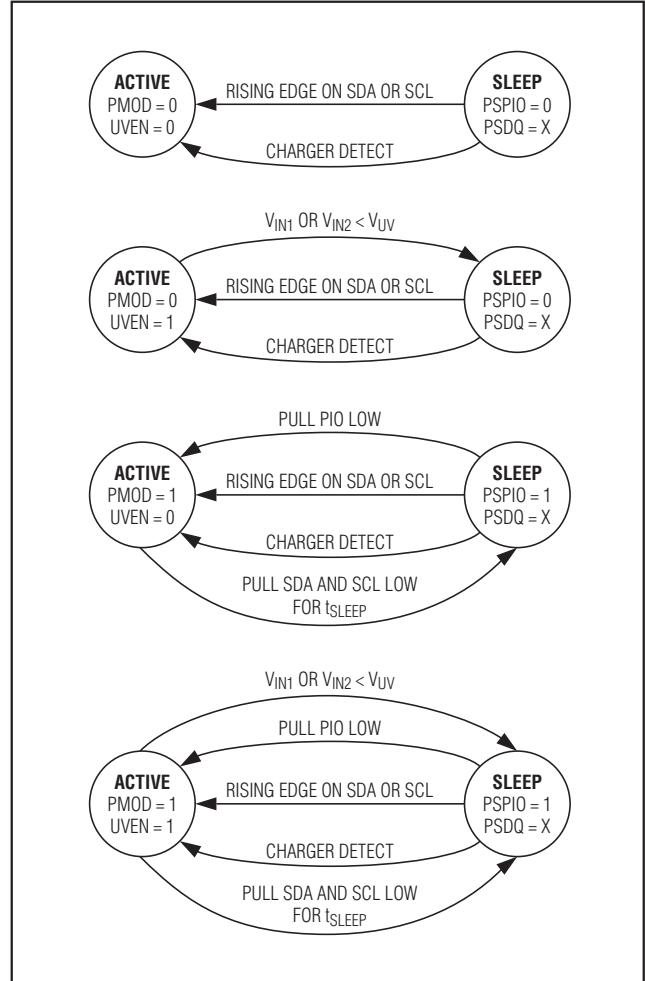 ACTIVE
PMOD = 0
UVEN = 0
RISING EDGE ON SDA OR SCL
CHARGER DETECT
SLEEP
PSPIO = 0
PSDQ = X
V_IN1 OR V_IN2 < V_UV
ACTIVE
PMOD = 0
UVEN = 1
RISING EDGE ON SDA OR SCL
CHARGER DETECT
SLEEP
PSPIO = 0
PSDQ = X
PULL PIO LOW
ACTIVE
PMOD = 1
UVEN = 0
RISING EDGE ON SDA OR SCL
CHARGER DETECT
SLEEP
PSPIO = 1
PSDQ = X
PULL SDA AND SCL LOW
FOR t_SLEEP
V_IN1 OR V_IN2 < V_UV
PULL PIO LOW
ACTIVE
PMOD = 1
UVEN = 1
RISING EDGE ON SDA OR SCL
CHARGER DETECT
SLEEP
PSPIO = 1
PSDQ = X
PULL SDA AND SCL LOW
FOR t_SLEEP